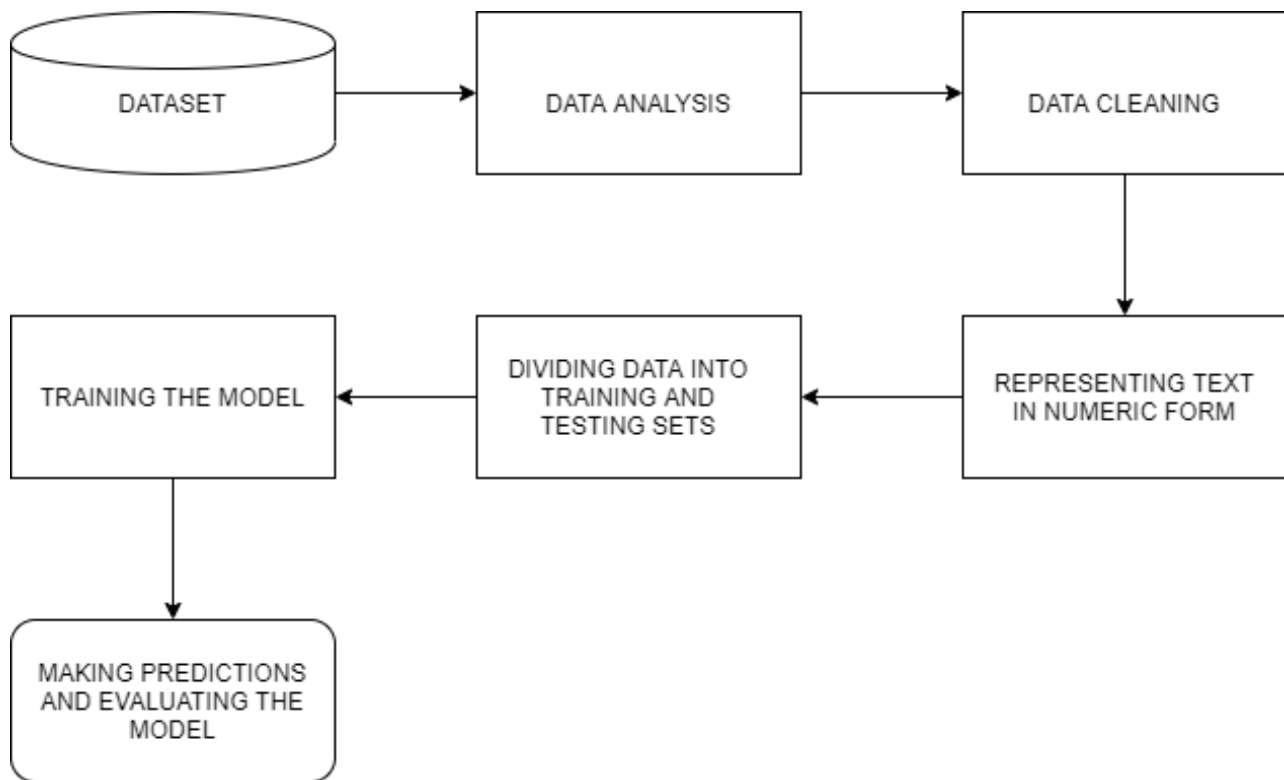 DATASET
DATA ANALYSIS
DATA CLEANING
REPRESENTING TEXT
IN NUMERIC FORM
DIVIDING DATA INTO
TRAINING AND
TESTING SETS
TRAINING THE MODEL
MAKING PREDICTIONS
AND EVALUATING THE
MODEL